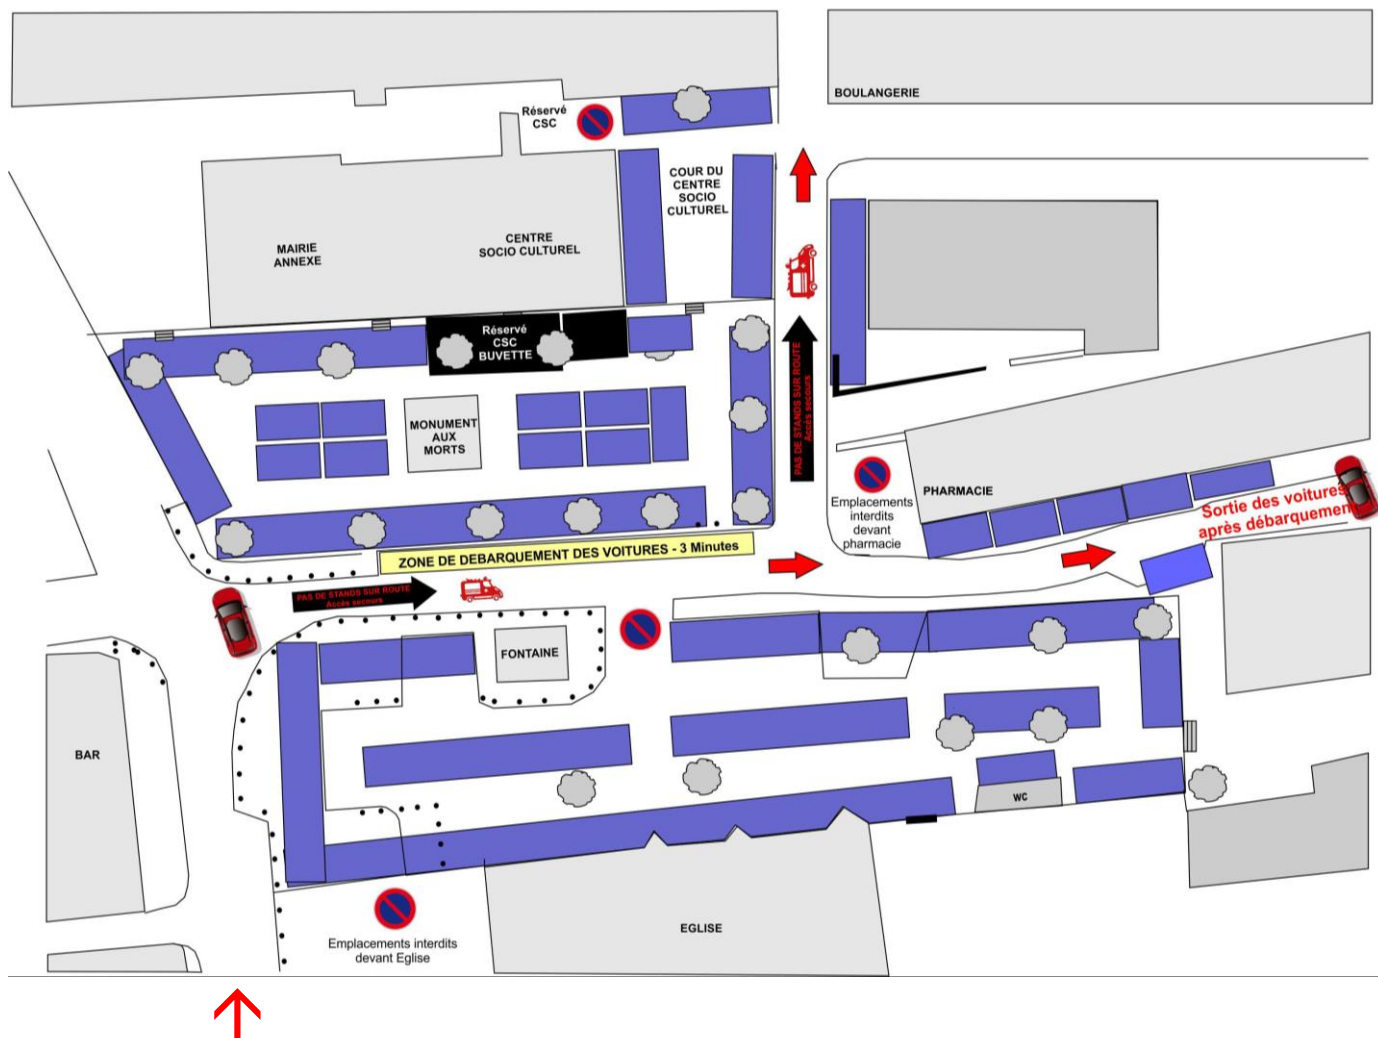 BOULANGERIE
Réservé
CSC
COUR DU
CENTRE
SOCIO
CULTUREL
MAIRIE
ANNEXE
CENTRE
SOCIO CULTUREL
Réservé
CSC
BUVETTE
MONUMENT
AUX
MORTS
PAS DE STANDS SUR ROUTE
Accès secours
Emplacements
interdits
devant
pharmacie
PHARMACIE
Sortie des voitures
après débarquement
ZONE DE DEBARQUEMENT DES VOITURES - 3 Minutes
PAS DE STANDS SUR ROUTE
Accès secours
FONTAINE
BAR
WC
EGLISE
Emplacements interdits
devant Eglise